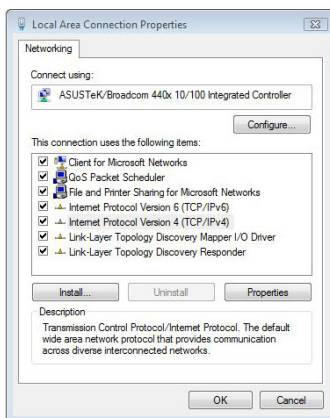 Local Area Connection Properties
Networking
Connect using:
ASUSTeK/Broadcom 440x 10/100 Integrated Controller
Configure...
This connection uses the following items:
Client for Microsoft Networks
QoS Packet Scheduler
File and Printer Sharing for Microsoft Networks
Internet Protocol Version 6 (TCP/IPv6)
Internet Protocol Version 4 (TCP/IPv4)
Link-Layer Topology Discovery Mapper I/O Driver
Link-Layer Topology Discovery Responder
Install... Uninstall Properties
Description
Transmission Control Protocol/Internet Protocol. The default
wide area network protocol that provides communication
across diverse interconnected networks.
OK Cancel